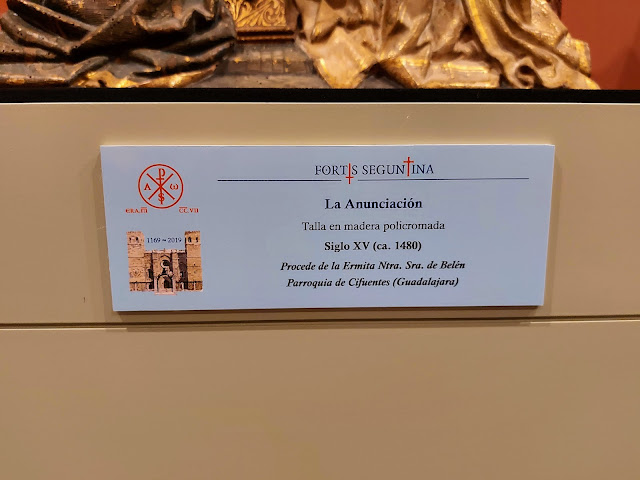 FORTIS SEGUNTINA
La Anunciación
Talla en madera policromada
Siglo XV (ca. 1480)
Procede de la Ermita Ntra. Sra. de Belén
Parroquia de Cifuentes (Guadalajara)
Α ω
1169 - 2019